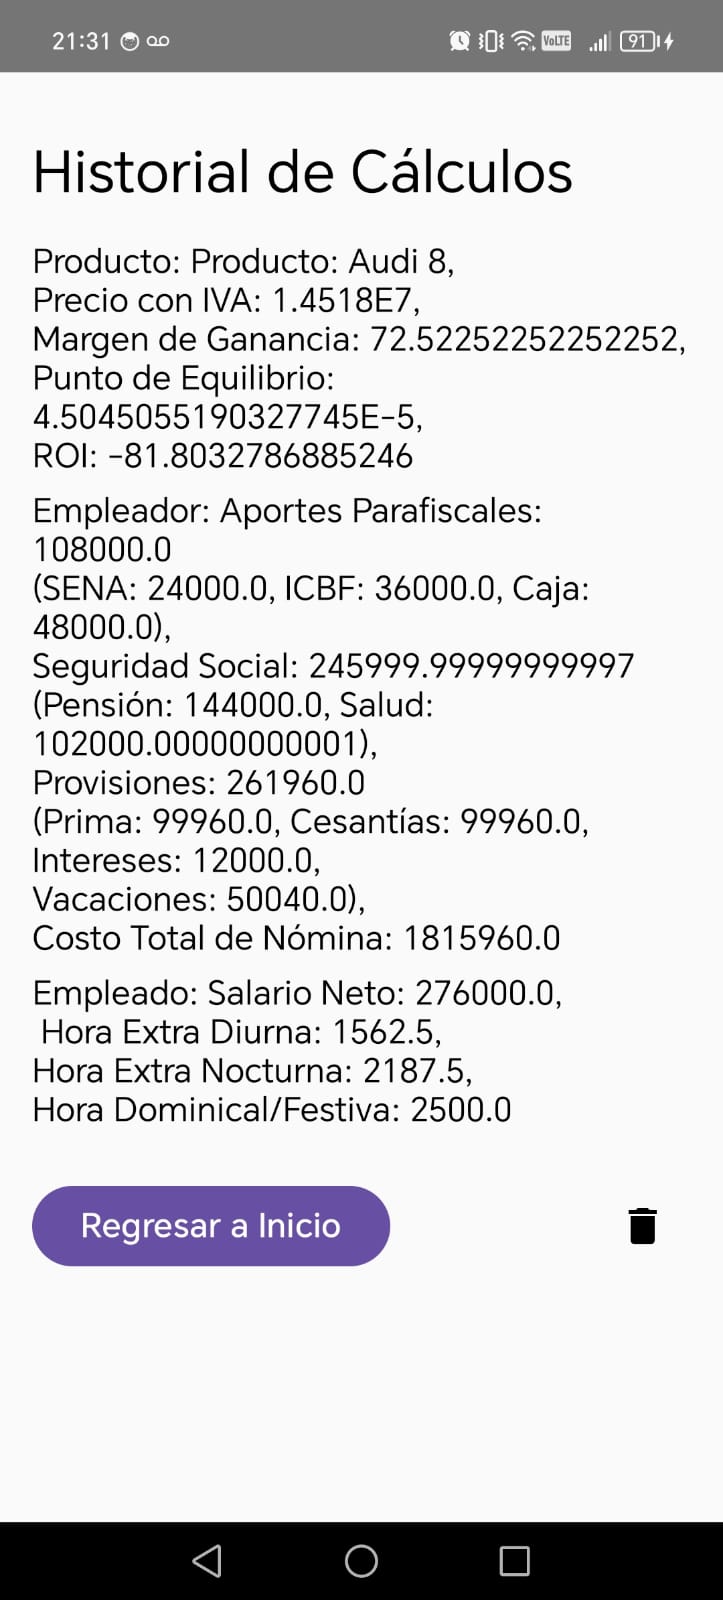 21:31
VoLTE
91
Historial de Cálculos
Producto: Producto: Audi 8,
Precio con IVA: 1.4518E7,
Margen de Ganancia: 72.52252252252252,
Punto de Equilibrio:
4.5045055190327745E-5,
ROI: -81.8032786885246
Empleador: Aportes Parafiscales:
108000.0
(SENA: 24000.0, ICBF: 36000.0, Caja:
48000.0),
Seguridad Social: 245999.99999999997
(Pensión: 144000.0, Salud:
102000.00000000001),
Provisiones: 261960.0
(Prima: 99960.0, Cesantías: 99960.0,
Intereses: 12000.0,
Vacaciones: 50040.0),
Costo Total de Nómina: 1815960.0
Empleado: Salario Neto: 276000.0,
Hora Extra Diurna: 1562.5,
Hora Extra Nocturna: 2187.5,
Hora Dominical/Festiva: 2500.0
Regresar a Inicio